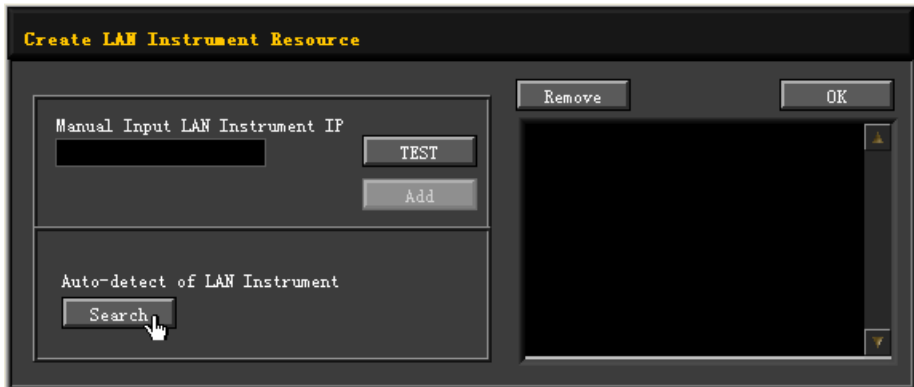 Create LAN Instrument Resource
Remove
OK
Manual Input LAN Instrument IP
TEST
Add
Auto-detect of LAN Instrument
Search